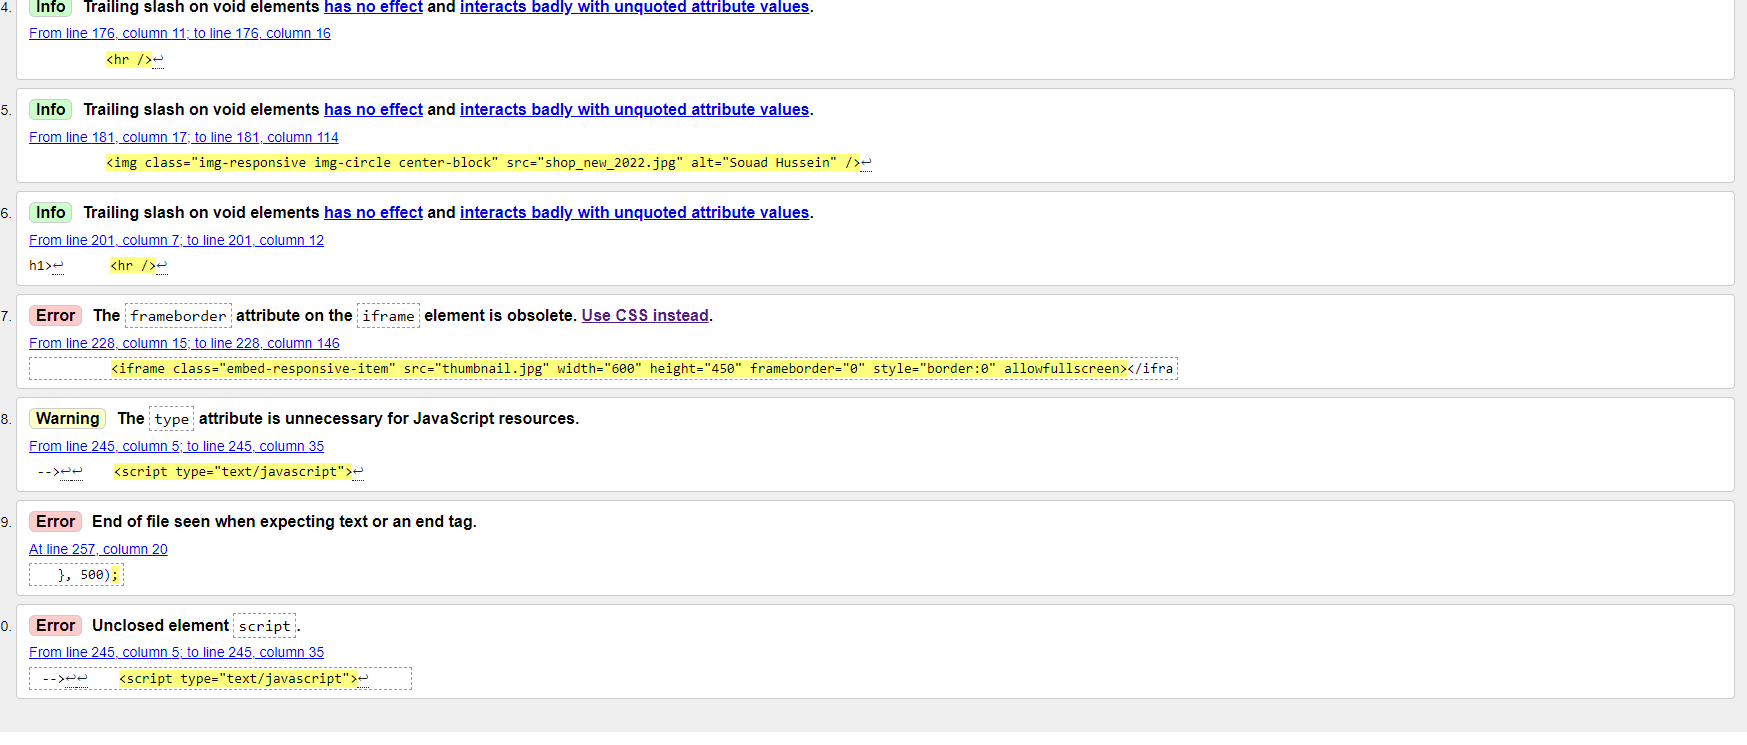 4. Info Trailing slash on void elements has no effect and interacts badly with unquoted attribute values.
From line 176, column 11; to line 176, column 16
<hr />↩
5. Info Trailing slash on void elements has no effect and interacts badly with unquoted attribute values.
From line 181, column 17; to line 181, column 114
<img class="img-responsive img-circle center-block" src="shop_new_2022.jpg" alt="Souad Hussein" />↩
6. Info Trailing slash on void elements has no effect and interacts badly with unquoted attribute values.
From line 201, column 7; to line 201, column 12
h1>↩ <hr />↩
7. Error The frameborder attribute on the iframe element is obsolete. Use CSS instead.
From line 228, column 15; to line 228, column 146
<iframe class="embed-responsive-item" src="thumbnail.jpg" width="600" height="450" frameborder="0" style="border:0" allowfullscreen></ifra
8. Warning The type attribute is unnecessary for JavaScript resources.
From line 245, column 5; to line 245, column 35
-->↩↩ <script type="text/javascript">↩
9. Error End of file seen when expecting text or an end tag.
At line 257, column 20
}, 500);
0. Error Unclosed element script.
From line 245, column 5; to line 245, column 35
-->↩↩ <script type="text/javascript">↩